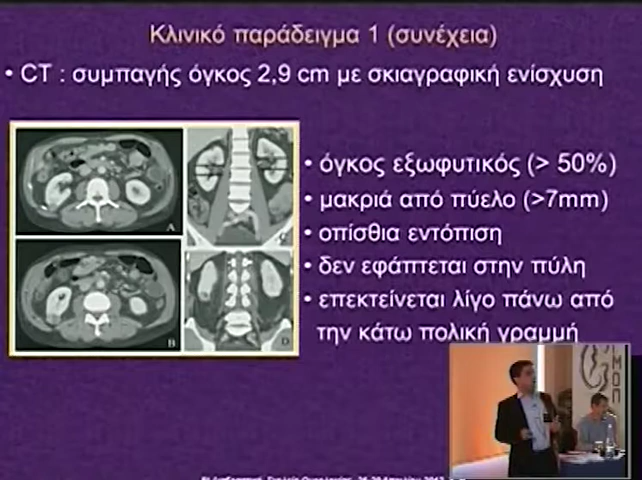 Κλινικό παράδειγμα 1 (συνέχεια)
• CT : συμπαγής όγκος 2,9 cm με σκιαγραφική ενίσχυση
• όγκος εξωφυτικός (> 50%)
• μακριά από πύελο (>7mm)
• οπίσθια εντόπιση
• δεν εφάπτεται στην πύλη
• επεκτείνεται λίγο πάνω από
την κάτω πολική γραμμή
A
C
B
D